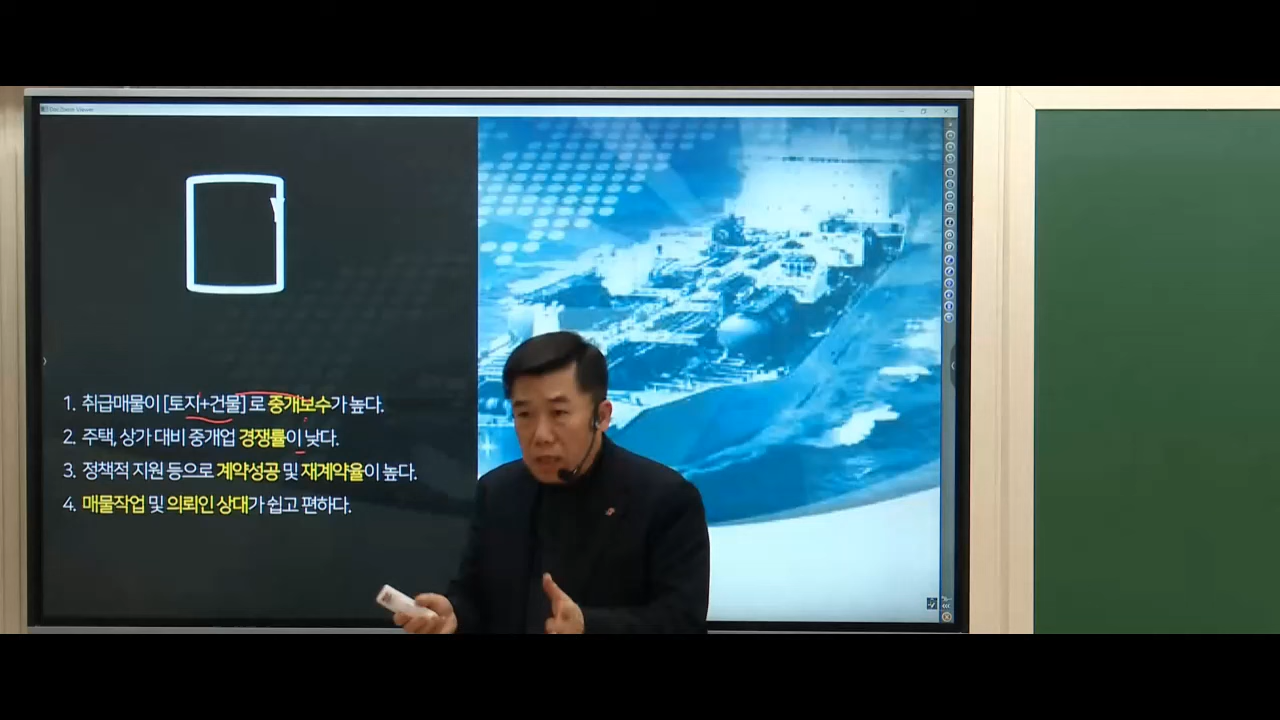 1. 취급매물이 [토지+건물]로 중개보수가 높다.
2. 주택, 상가 대비 중개업 경쟁률이 낮다.
3. 정책적 지원 등으로 계약성공 및 재계약율이 높다.
4. 매물작업 및 의뢰인 상대가 쉽고 편하다.